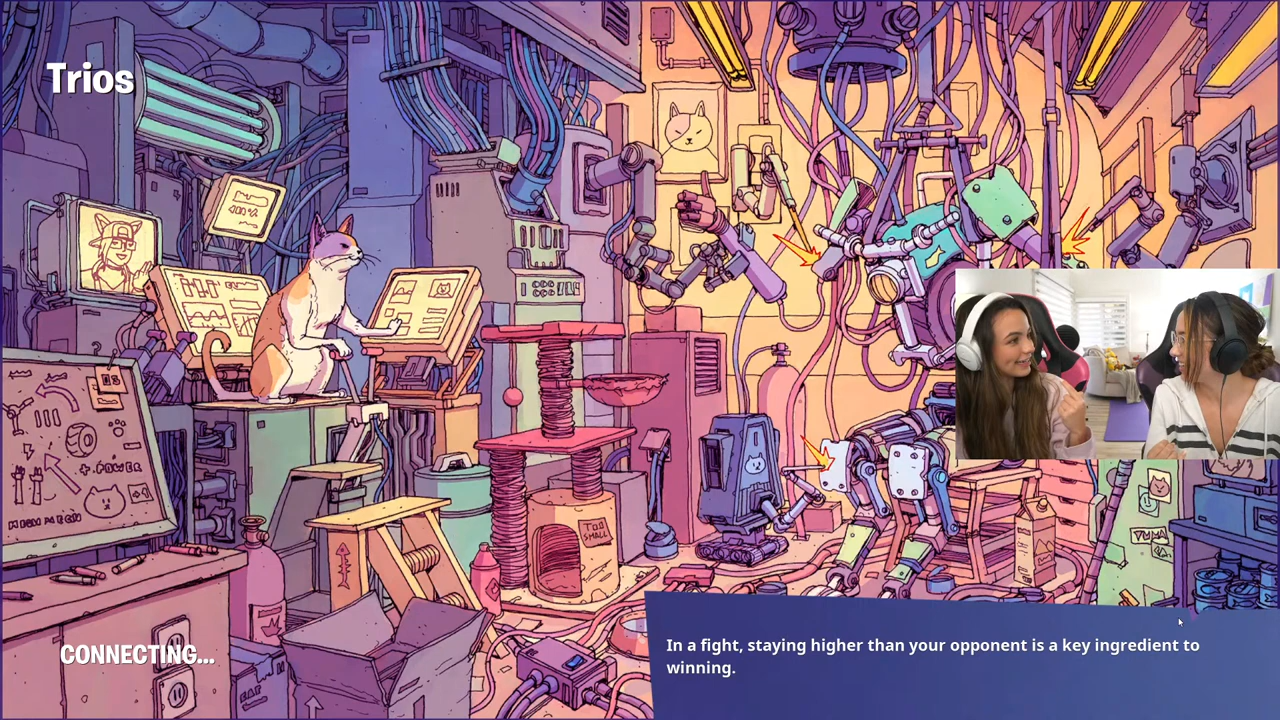 Trios
TOO
SMALL
+ POWER
CONNECTING...
In a fight, staying higher than your opponent is a key ingredient to
winning.